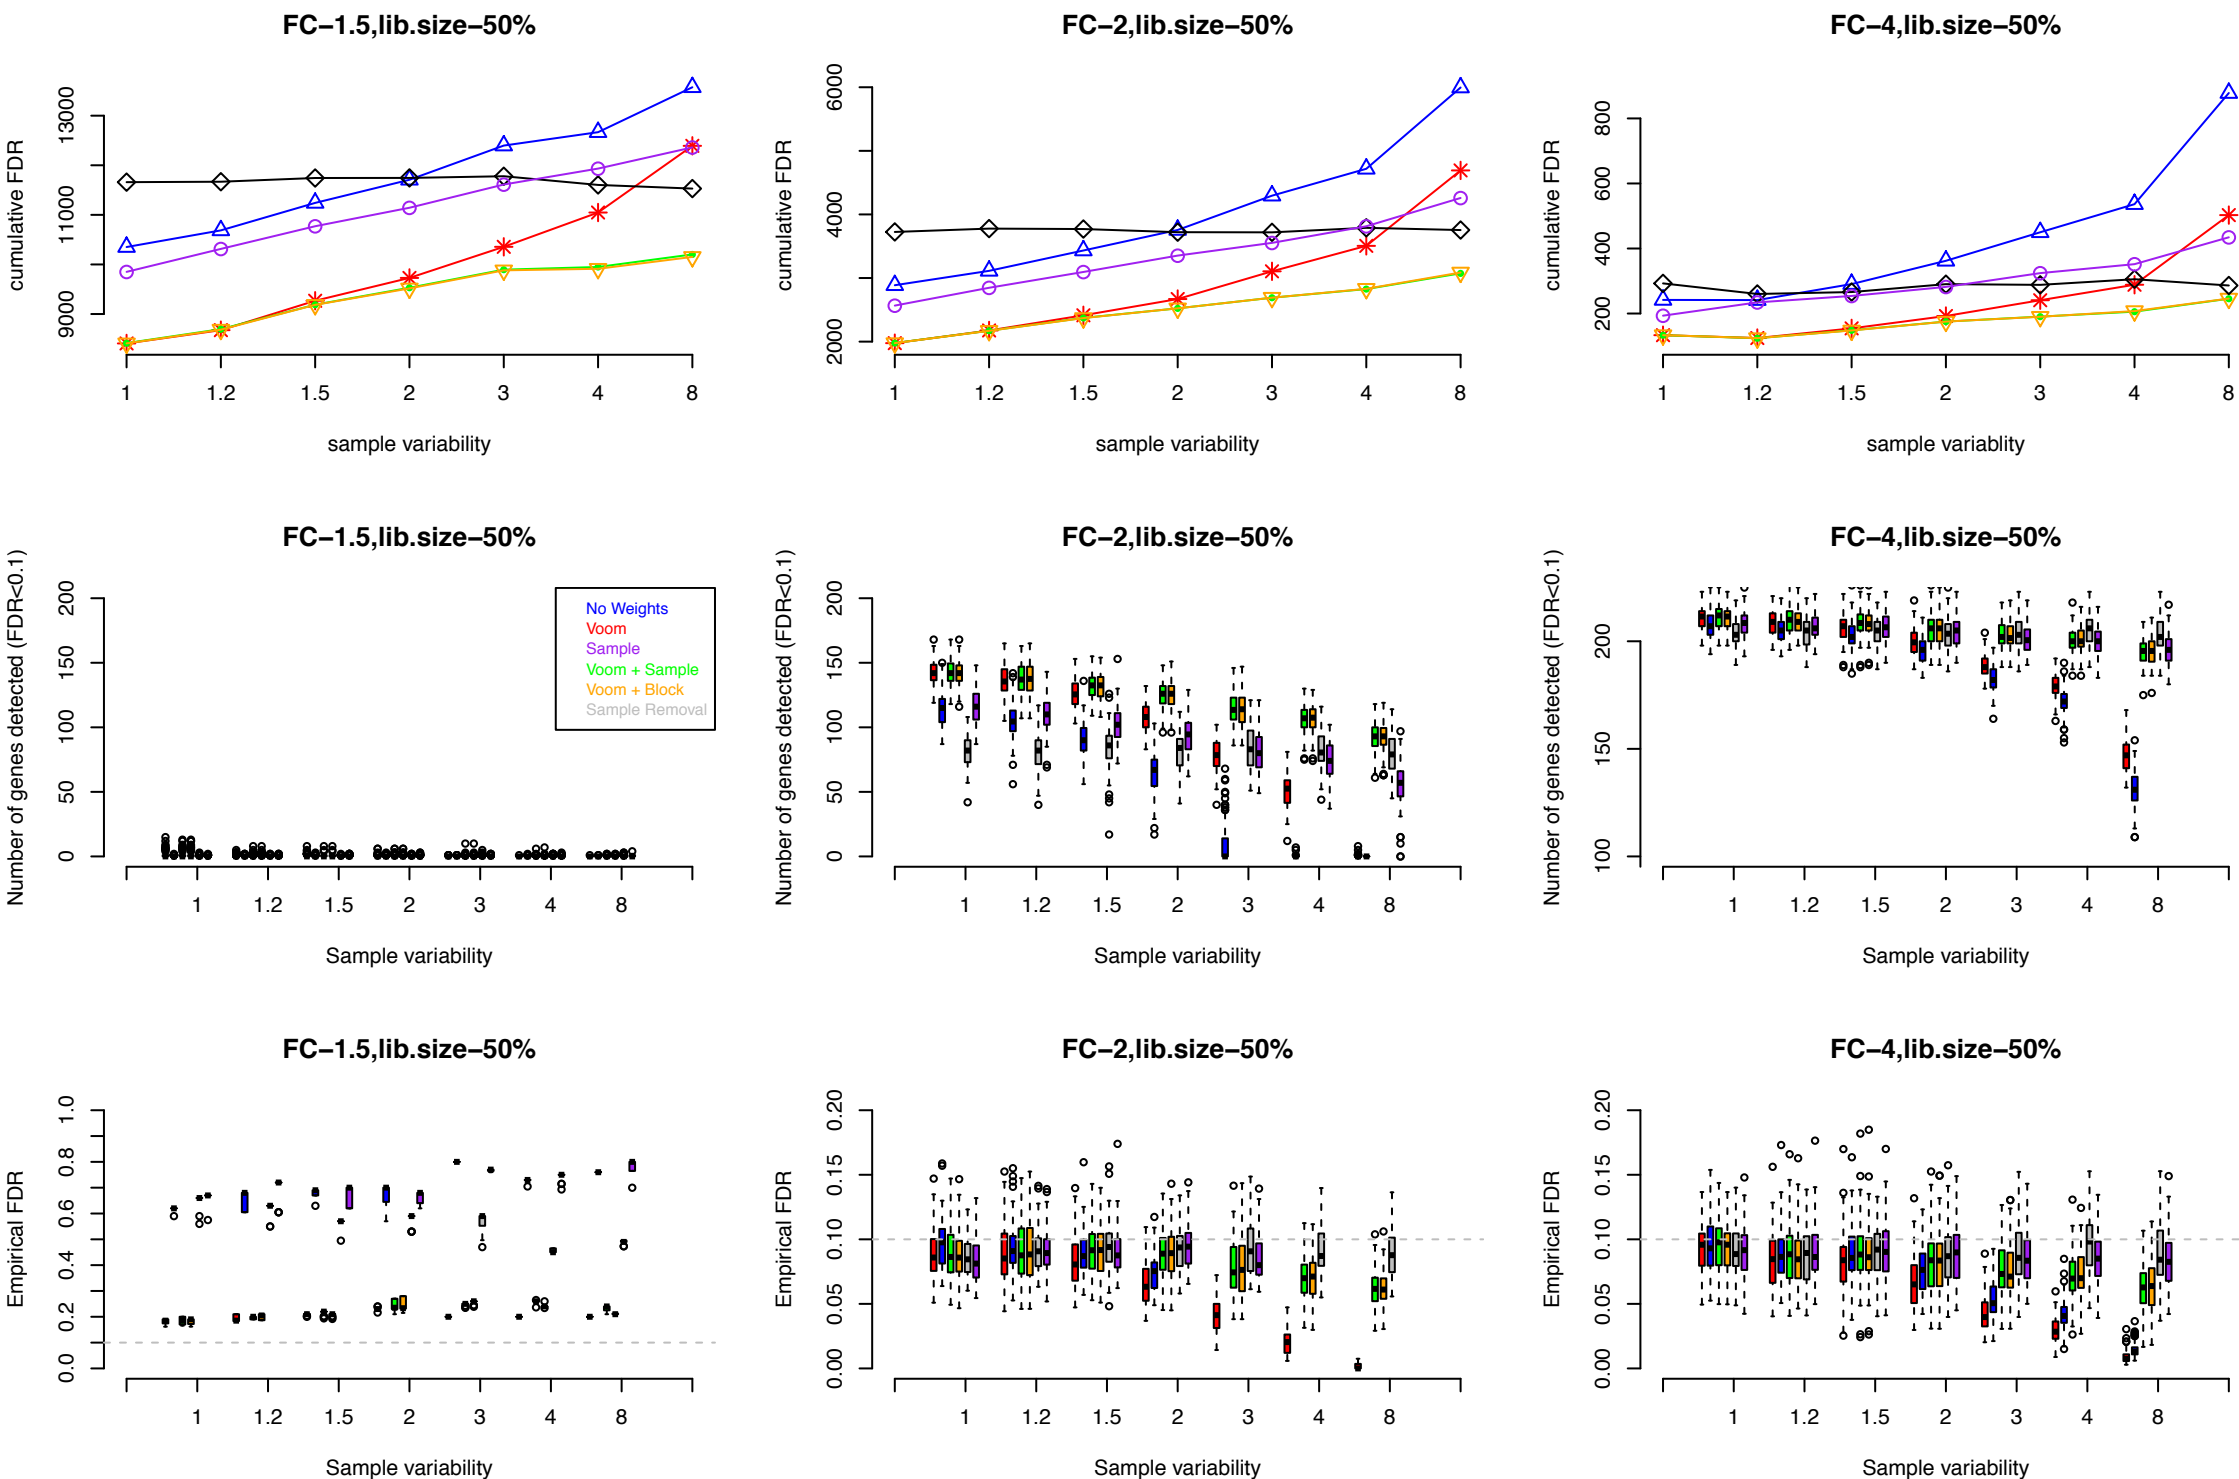 FC−1.5,lib.size−50%
FC−2,lib.size−50%
FC−4,lib.size−50%
cumulative FDR
9000
11000
13000
1 1.2 1.5 2 3 4 8
sample variability
cumulative FDR
2000
4000
6000
1 1.2 1.5 2 3 4 8
sample variability
cumulative FDR
200
400
600
800
1 1.2 1.5 2 3 4 8
sample variablity
FC−1.5,lib.size−50%
FC−2,lib.size−50%
FC−4,lib.size−50%
Number of genes detected (FDR<0.1)
0
50
100
150
200
No Weights
Voom
Sample
Voom + Sample
Voom + Block
Sample Removal
1 1.2 1.5 2 3 4 8
Sample variability
Number of genes detected (FDR<0.1)
0
50
100
150
200
1 1.2 1.5 2 3 4 8
Sample variability
Number of genes detected (FDR<0.1)
100
150
200
1 1.2 1.5 2 3 4 8
Sample variability
FC−1.5,lib.size−50%
FC−2,lib.size−50%
FC−4,lib.size−50%
Empirical FDR
0.0
0.2
0.4
0.6
0.8
1.0
1 1.2 1.5 2 3 4 8
Sample variability
Empirical FDR
0.00
0.05
0.10
0.15
0.20
1 1.2 1.5 2 3 4 8
Sample variability
Empirical FDR
0.00
0.05
0.10
0.15
0.20
1 1.2 1.5 2 3 4 8
Sample variability